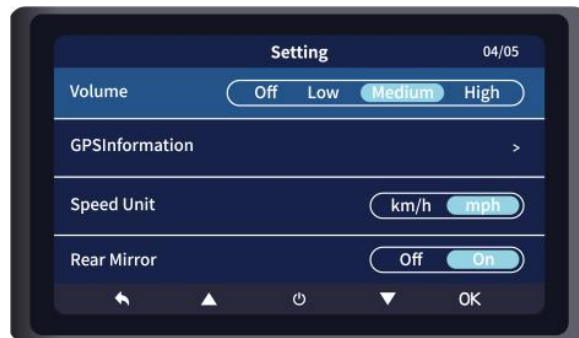 Setting 04/05
Volume Off Low Medium High
GPSInformation >
Speed Unit km/h mph
Rear Mirror Off On
OK